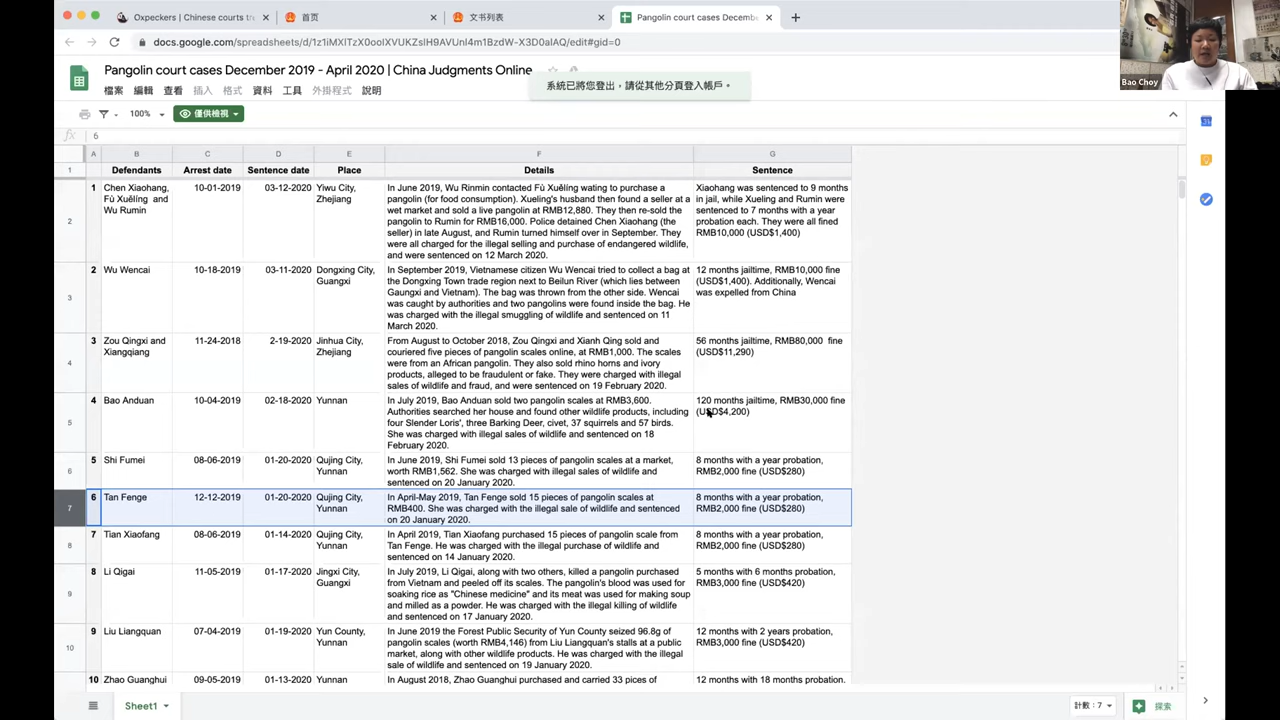 Oxpeckers | Chinese courts tr
首页
文书列表
Pangolin court cases Decembe
docs.google.com/spreadsheets/d/1z1iMXlTzX0ooIXVUKZslH9AVUnl4m1BzdW-X3D0alAQ/edit#gid=0
Bao Choy
Pangolin court cases December 2019 - April 2020 | China Judgments Online
系統已將您登出，請從其他分頁登入帳戶。
檔案 編輯 查看 插入 格式 資料 工具 外掛程式 說明
100% 僅供檢視
fx 6
A B C D E F G
1 Defendants Arrest date Sentence date Place Details Sentence
2
1 Chen Xiaohang,
Fù Xuělíng and
Wu Rumin
10-01-2019
03-12-2020
Yiwu City,
Zhejiang
In June 2019, Wu Rinmin contacted Fù Xuělíng wating to purchase a
pangolin (for food consumption). Xueling's husband then found a seller at a
wet market and sold a live pangolin at RMB12,880. They then re-sold the
pangolin to Rumin for RMB16,000. Police detained Chen Xiaohang (the
seller) in late August, and Rumin turned himself over in September. They
were all charged for the illegal selling and purchase of endangered wildlife,
and were sentenced on 12 March 2020.
Xiaohang was sentenced to 9 months
in jail, while Xueling and Rumin were
sentenced to 7 months with a year
probation each. They were all fined
RMB10,000 (USD$1,400)
3
2 Wu Wencai
10-18-2019
03-11-2020
Dongxing City,
Guangxi
In September 2019, Vietnamese citizen Wu Wencai tried to collect a bag at
the Dongxing Town trade region next to Beilun River (which lies between
Gaungxi and Vietnam). The bag was thrown from the other side. Wencai
was caught by authorities and two pangolins were found inside the bag. He
was charged with the illegal smuggling of wildlife and sentenced on 11
March 2020.
12 months jailtime, RMB10,000 fine
(USD$1,400). Additionally, Wencai
was expelled from China
4
3 Zou Qingxi and
Xiangqiang
11-24-2018
2-19-2020
Jinhua City,
Zhejiang
From August to October 2018, Zou Qingxi and Xianh Qing sold and
couriered five pieces of pangolin scales online, at RMB1,000. The scales
were from an African pangolin. They also sold rhino horns and ivory
products, alleged to be fraudulent or fake. They were charged with illegal
sales of wildlife and fraud, and were sentenced on 19 February 2020.
56 months jailtime, RMB80,000 fine
(USD$11,290)
5
4 Bao Anduan
10-04-2019
02-18-2020
Yunnan
In July 2019, Bao Anduan sold two pangolin scales at RMB3,600.
Authorities searched her house and found other wildlife products, including
four Slender Loris', three Barking Deer, civet, 37 squirrels and 57 birds.
She was charged with illegal sales of wildlife and sentenced on 18
February 2020.
120 months jailtime, RMB30,000 fine
(USD$4,200)
6
5 Shi Fumei
08-06-2019
01-20-2020
Qujing City,
Yunnan
In June 2019, Shi Fumei sold 13 pieces of pangolin scales at a market,
worth RMB1,562. She was charged with illegal sales of wildlife and
sentenced on 20 January 2020.
8 months with a year probation,
RMB2,000 fine (USD$280)
7
6 Tan Fenge
12-12-2019
01-20-2020
Qujing City,
Yunnan
In April-May 2019, Tan Fenge sold 15 pieces of pangolin scales at
RMB400. She was charged with the illegal sale of wildlife and sentenced
on 20 January 2020.
8 months with a year probation,
RMB2,000 fine (USD$280)
8
7 Tian Xiaofang
08-06-2019
01-14-2020
Qujing City,
Yunnan
In April 2019, Tian Xiaofang purchased 15 pieces of pangolin scale from
Tan Fenge. He was charged with the illegal purchase of wildlife and
sentenced on 14 January 2020.
8 months with a year probation,
RMB2,000 fine (USD$280)
9
8 Li Qigai
11-05-2019
01-17-2020
Jingxi City,
Guangxi
In July 2019, Li Qigai, along with two others, killed a pangolin purchased
from Vietnam and peeled off its scales. The pangolin's blood was used for
soaking rice as "Chinese medicine" and its meat was used for making soup
and milled as a powder. He was charged with the illegal killing of wildlife
and sentenced on 17 January 2020.
5 months with 6 months probation,
RMB3,000 fine (USD$420)
10
9 Liu Liangquan
07-04-2019
01-19-2020
Yun County,
Yunnan
In June 2019 the Forest Public Security of Yun County seized 96.8g of
pangolin scales (worth RMB4,146) from Liu Liangquan's stalls at a public
market, along with other wildlife products. He was charged with the illegal
sale of wildlife and sentenced on 19 January 2020.
12 months with 2 years probation,
RMB3,000 fine (USD$420)
10 Zhao Guanghui
09-05-2019
01-13-2020
Yunnan
In August 2018, Zhao Guanghui purchased and carried 33 pices of
12 months with 18 months probation,
Sheet1
計數：7
探索